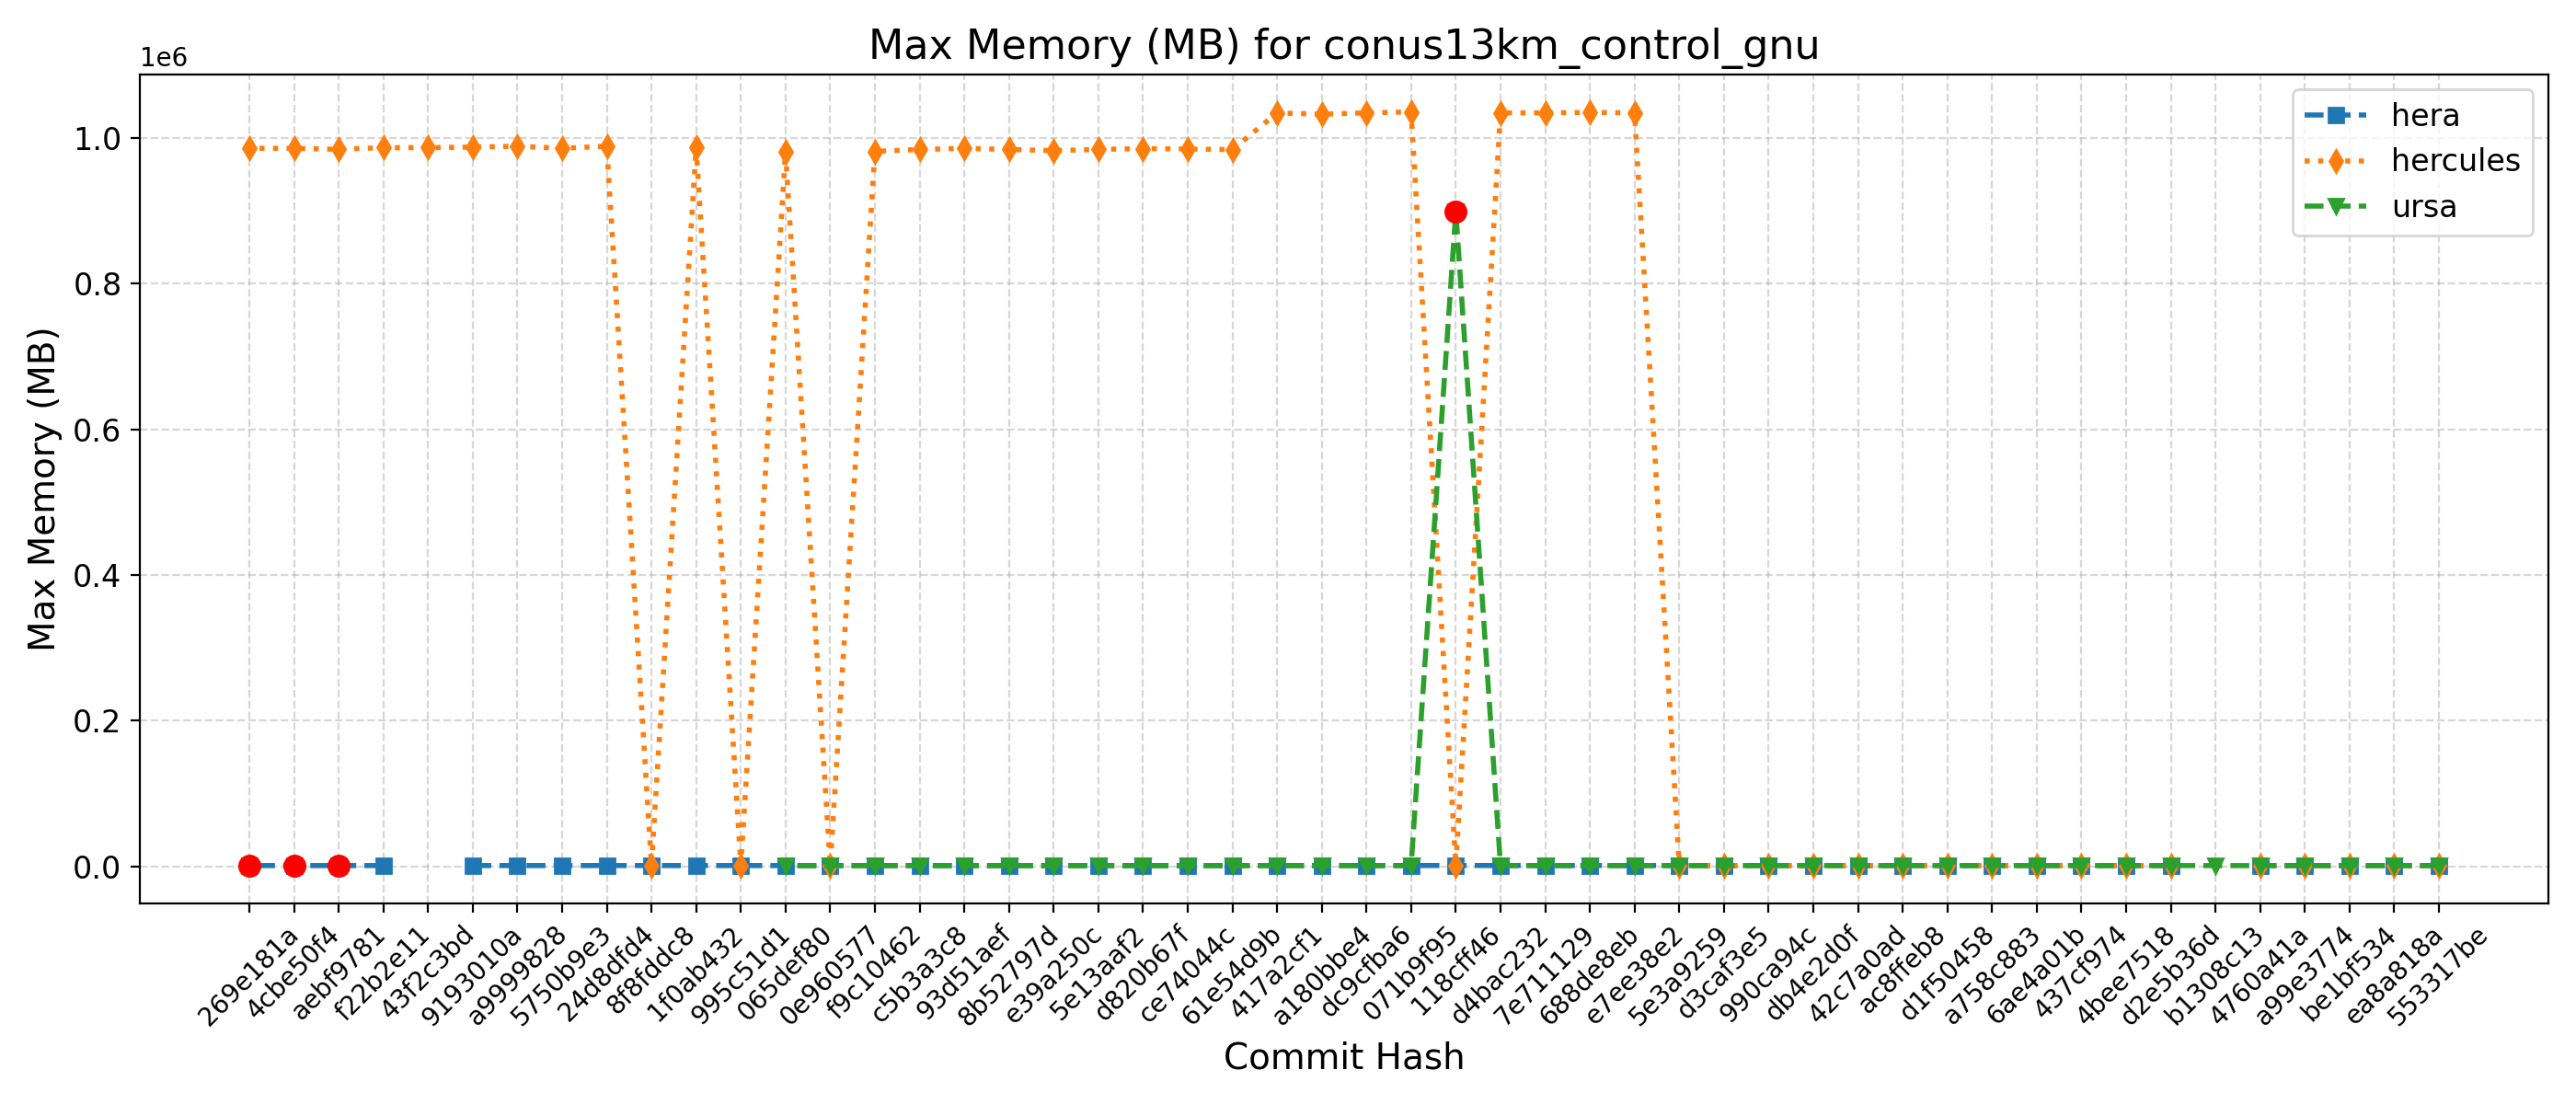 Max Memory (MB) for conus13km_control_gnu
1e6
hera
hercules
ursa
1.0
0.8
0.6
0.4
0.2
0.0
Max Memory (MB)
269e181a
4cbe50f4
aebf9781
f22b2e11
43f2c3bd
9193010a
a9999828
5750b9e3
24d8dfd4
8f8fddc8
1f0ab432
995c51d1
065def80
0e960577
f9c10462
c5b3a3c8
93d51aef
8b52797d
e39a250c
5e13aaf2
d820b67f
ce74044c
61e54d9b
417a2cf1
a180bbe4
dc9cfba6
071b9f95
118cff46
d4bac232
7e711129
688de8eb
e7ee38e2
5e3a9259
d3caf3e5
990ca94c
db4e2d0f
42c7a0ad
ac8ffeb8
d1f50458
a758c883
6ae4a01b
437cf974
4bee7518
d2e5b36d
b1308c13
4760a41a
a99e3774
be1bf534
ea8a818a
553317be
Commit Hash